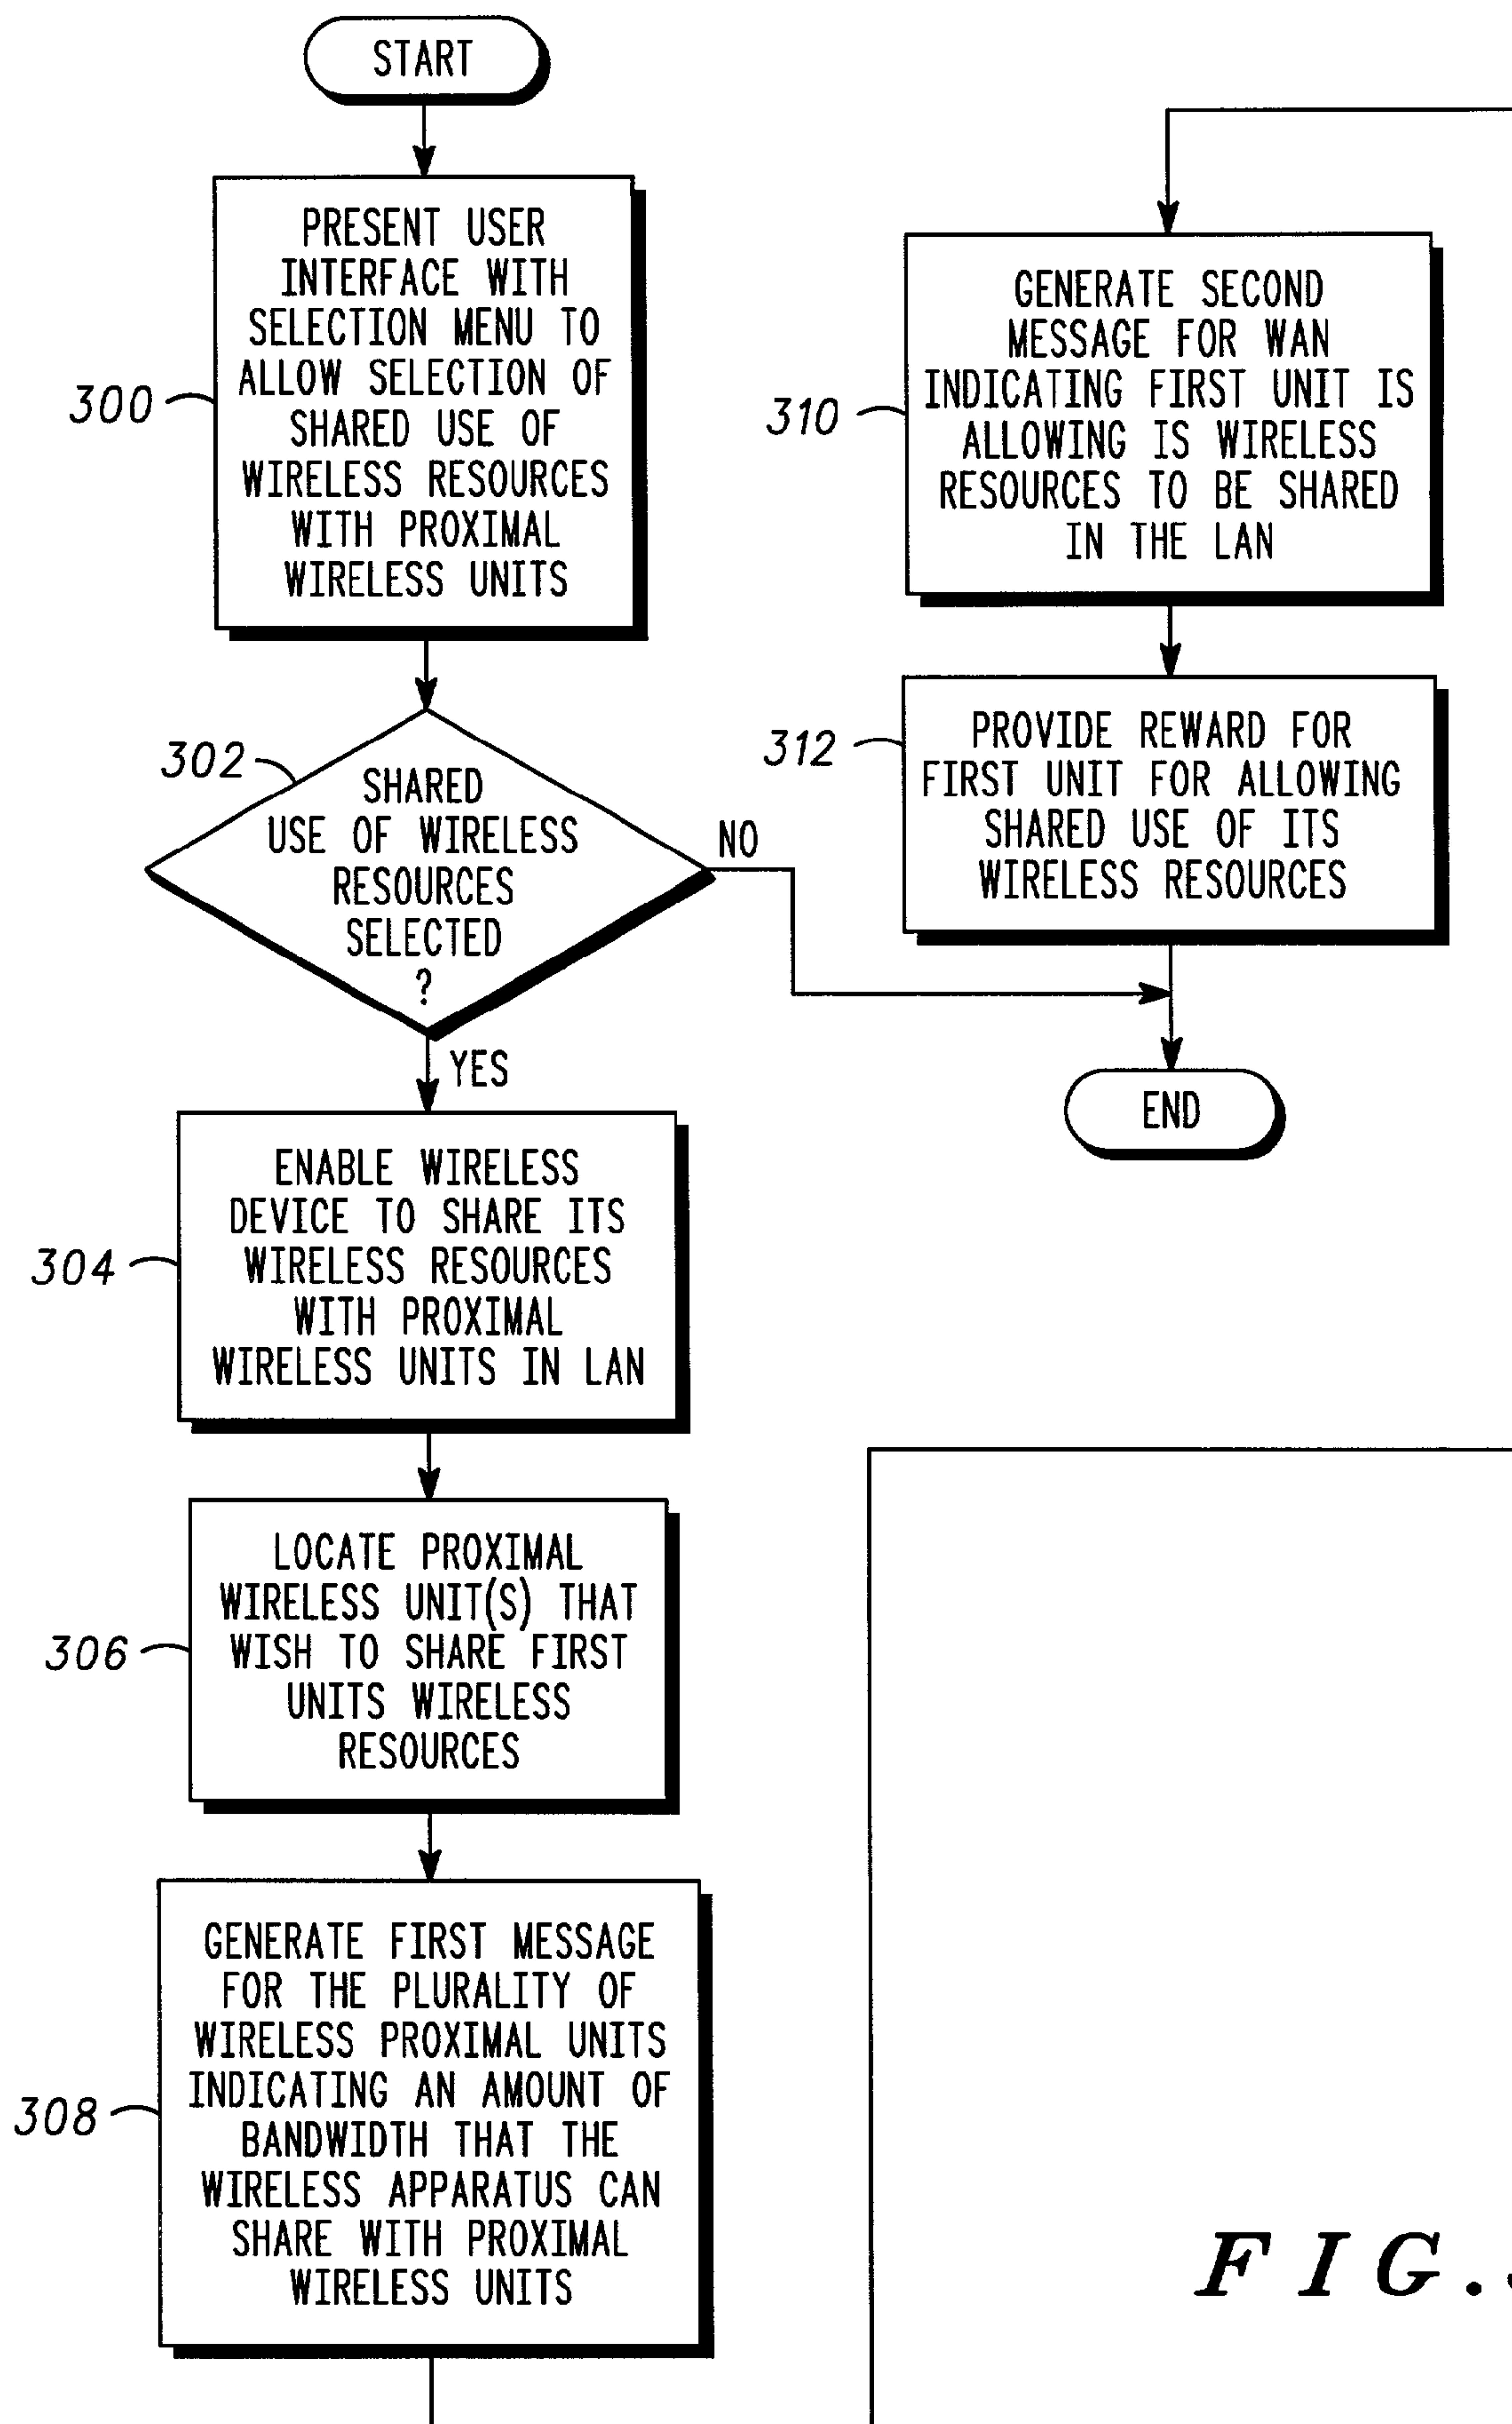 START
PRESENT USER
INTERFACE WITH
SELECTION MENU TO
ALLOW SELECTION OF
SHARED USE OF
WIRELESS RESOURCES
WITH PROXIMAL
WIRELESS UNITS
300
302
SHARED
USE OF WIRELESS
RESOURCES
SELECTED
?
NO
YES
304
ENABLE WIRELESS
DEVICE TO SHARE ITS
WIRELESS RESOURCES
WITH PROXIMAL
WIRELESS UNITS IN LAN
306
LOCATE PROXIMAL
WIRELESS UNIT(S) THAT
WISH TO SHARE FIRST
UNITS WIRELESS
RESOURCES
308
GENERATE FIRST MESSAGE
FOR THE PLURALITY OF
WIRELESS PROXIMAL UNITS
INDICATING AN AMOUNT OF
BANDWIDTH THAT THE
WIRELESS APPARATUS CAN
SHARE WITH PROXIMAL
WIRELESS UNITS
310
GENERATE SECOND
MESSAGE FOR WAN
INDICATING FIRST UNIT IS
ALLOWING IS WIRELESS
RESOURCES TO BE SHARED
IN THE LAN
312
PROVIDE REWARD FOR
FIRST UNIT FOR ALLOWING
SHARED USE OF ITS
WIRELESS RESOURCES
END
FIG.